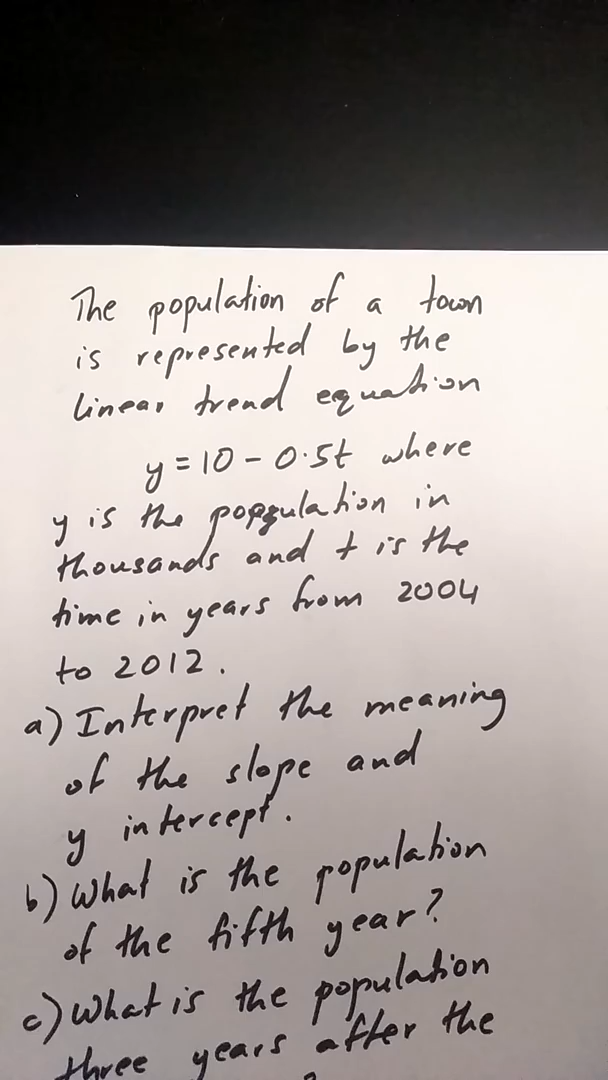 The population of a town
is represented by the
linear trend equation
y = 10 - 0.5t where
y is the population in
thousands and t is the
time in years from 2004
to 2012.
a) Interpret the meaning
of the slope and
y intercept.
b) What is the population
of the fifth year?
c) What is the population
three years after the